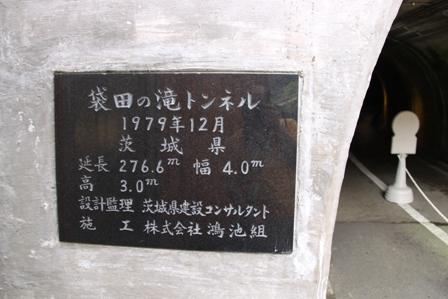 袋田の滝トンネル
1979年12月
茨城県
延長 276.6m 幅 4.0m
高 3.0m
設計監理 茨城県建設コンサルタント
施工 株式会社 鴻池組